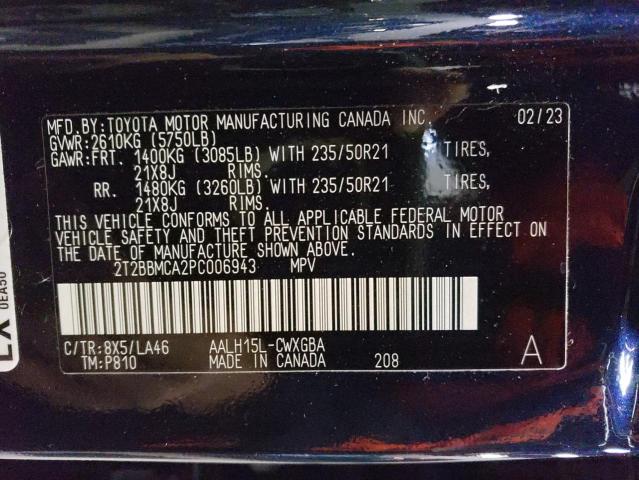 MFD.BY:TOYOTA MOTOR MANUFACTURING CANADA INC. 02/23
GVWR:2610KG (5750LB)
GAWR:FRT. 1400KG (3085LB) WITH 235/50R21 TIRES,
21X8J RIMS.
RR. 1480KG (3260LB) WITH 235/50R21 TIRES,
21X8J RIMS.
THIS VEHICLE CONFORMS TO ALL APPLICABLE FEDERAL MOTOR
VEHICLE SAFETY AND THEFT PREVENTION STANDARDS IN EFFECT ON
THE DATE OF MANUFACTURE SHOWN ABOVE.
2T2BBMCA2PC006943 MPV
C/TR:8X5/LA46 AALH15L-CWXGBA
TM:P810 MADE IN CANADA 208 A
0EA50